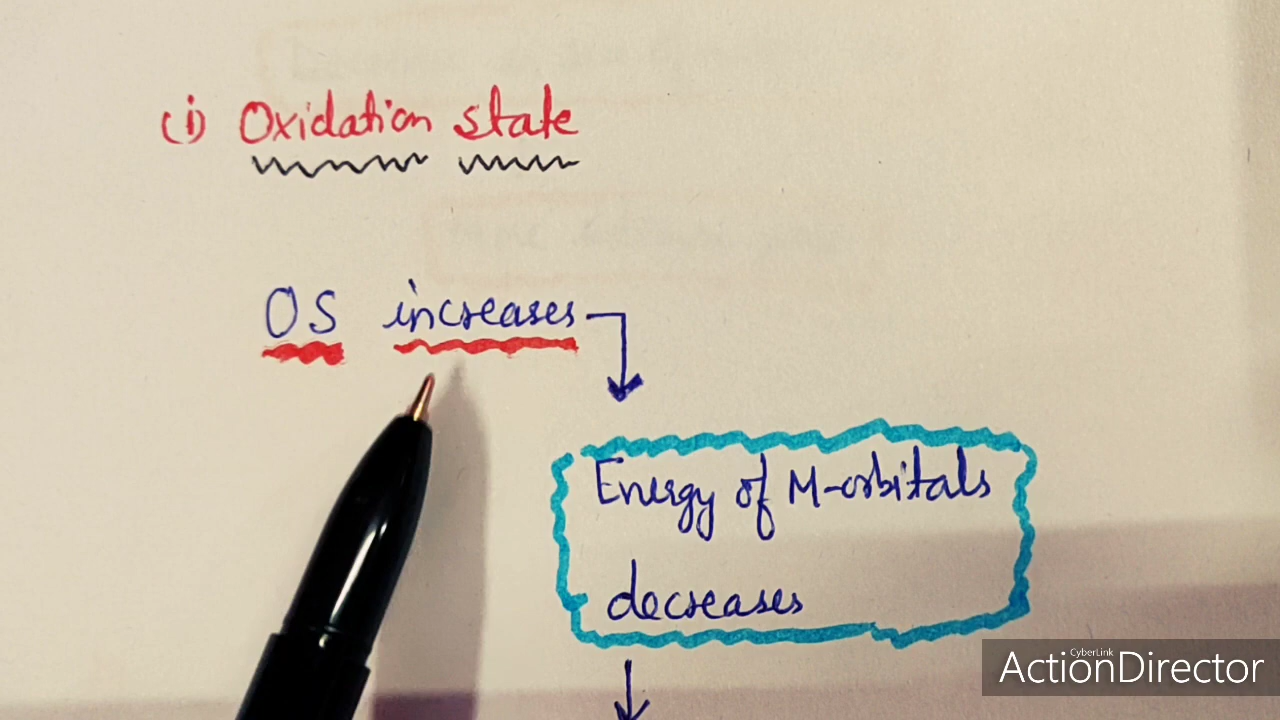 (i) Oxidation state
OS increases
Energy of M-orbitals
decreases
CyberLink
ActionDirector